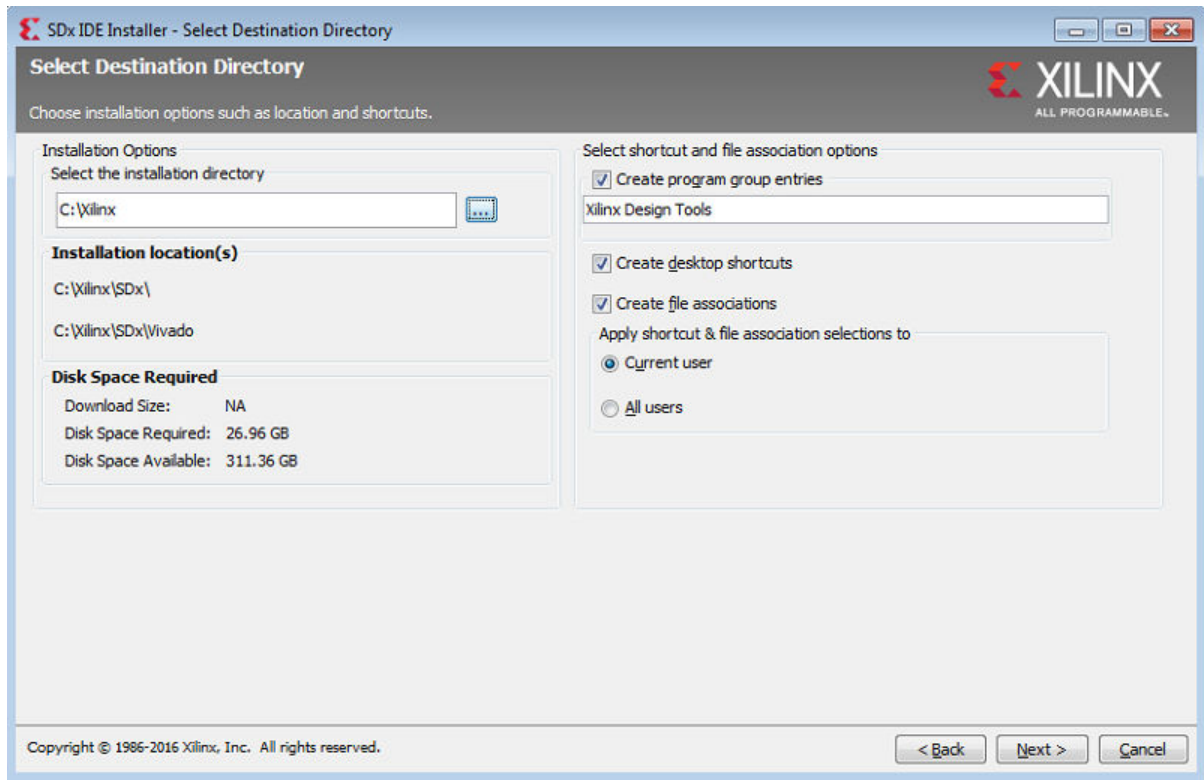 SDx IDE Installer - Select Destination Directory
Select Destination Directory
Choose installation options such as location and shortcuts.
XILINX
ALL PROGRAMMABLE™
Installation Options
Select the installation directory
C:\Xilinx
...
Installation location(s)
C:\Xilinx\SDx\
C:\Xilinx\SDx\Vivado
Disk Space Required
Download Size: NA
Disk Space Required: 26.96 GB
Disk Space Available: 311.36 GB
Select shortcut and file association options
Create program group entries
Xilinx Design Tools
Create desktop shortcuts
Create file associations
Apply shortcut & file association selections to
Current user
All users
Copyright © 1986-2016 Xilinx, Inc. All rights reserved.
< Back Next > Cancel